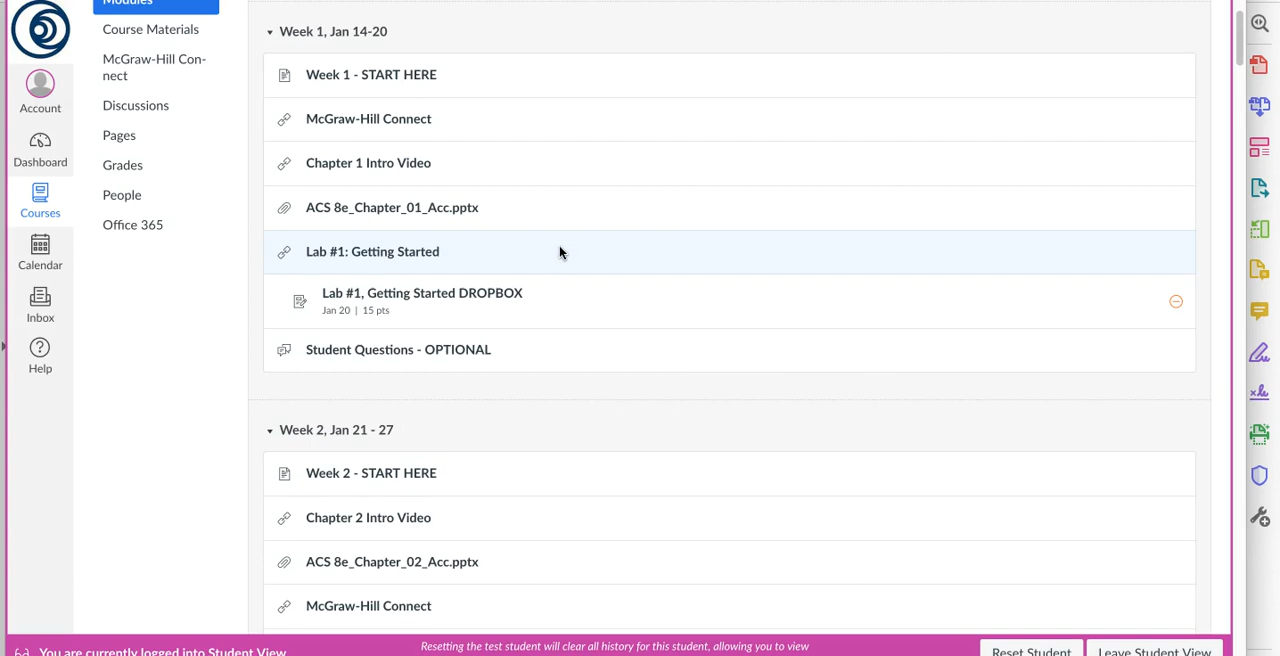 Modules
Course Materials
McGraw-Hill Con-
nect
Discussions
Pages
Grades
People
Office 365
Account
Dashboard
Courses
Calendar
Inbox
Help
Week 1, Jan 14-20
Week 1 - START HERE
McGraw-Hill Connect
Chapter 1 Intro Video
ACS 8e_Chapter_01_Acc.pptx
Lab #1: Getting Started
Lab #1, Getting Started DROPBOX
Jan 20 | 15 pts
Student Questions - OPTIONAL
Week 2, Jan 21 - 27
Week 2 - START HERE
Chapter 2 Intro Video
ACS 8e_Chapter_02_Acc.pptx
McGraw-Hill Connect
You are currently logged into Student View
Resetting the test student will clear all history for this student, allowing you to view
Reset Student
Leave Student View